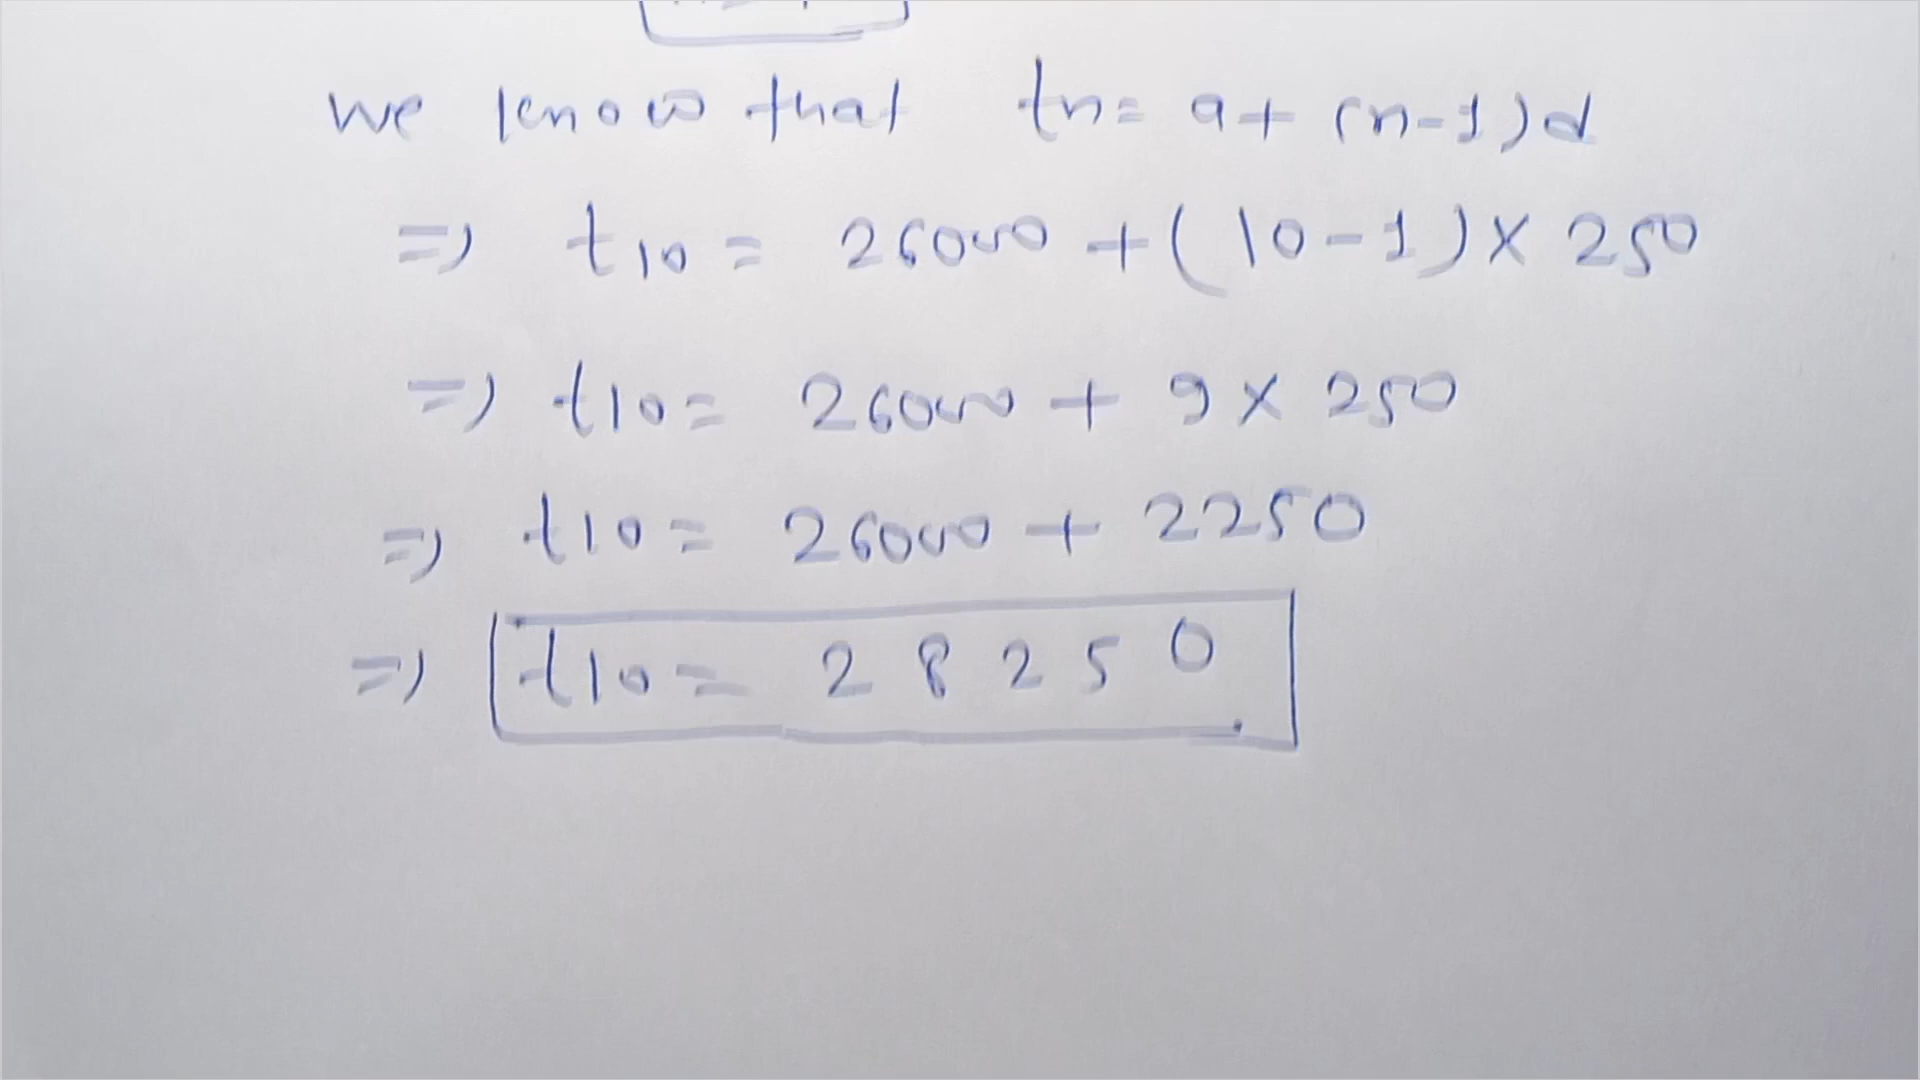 we know that tn= a+ (n-1)d
=> t10 = 26000 + (10-1) x 250
=> t10 = 26000 + 9 x 250
=> t10 = 26000 + 2250
=> t10 = 28250.